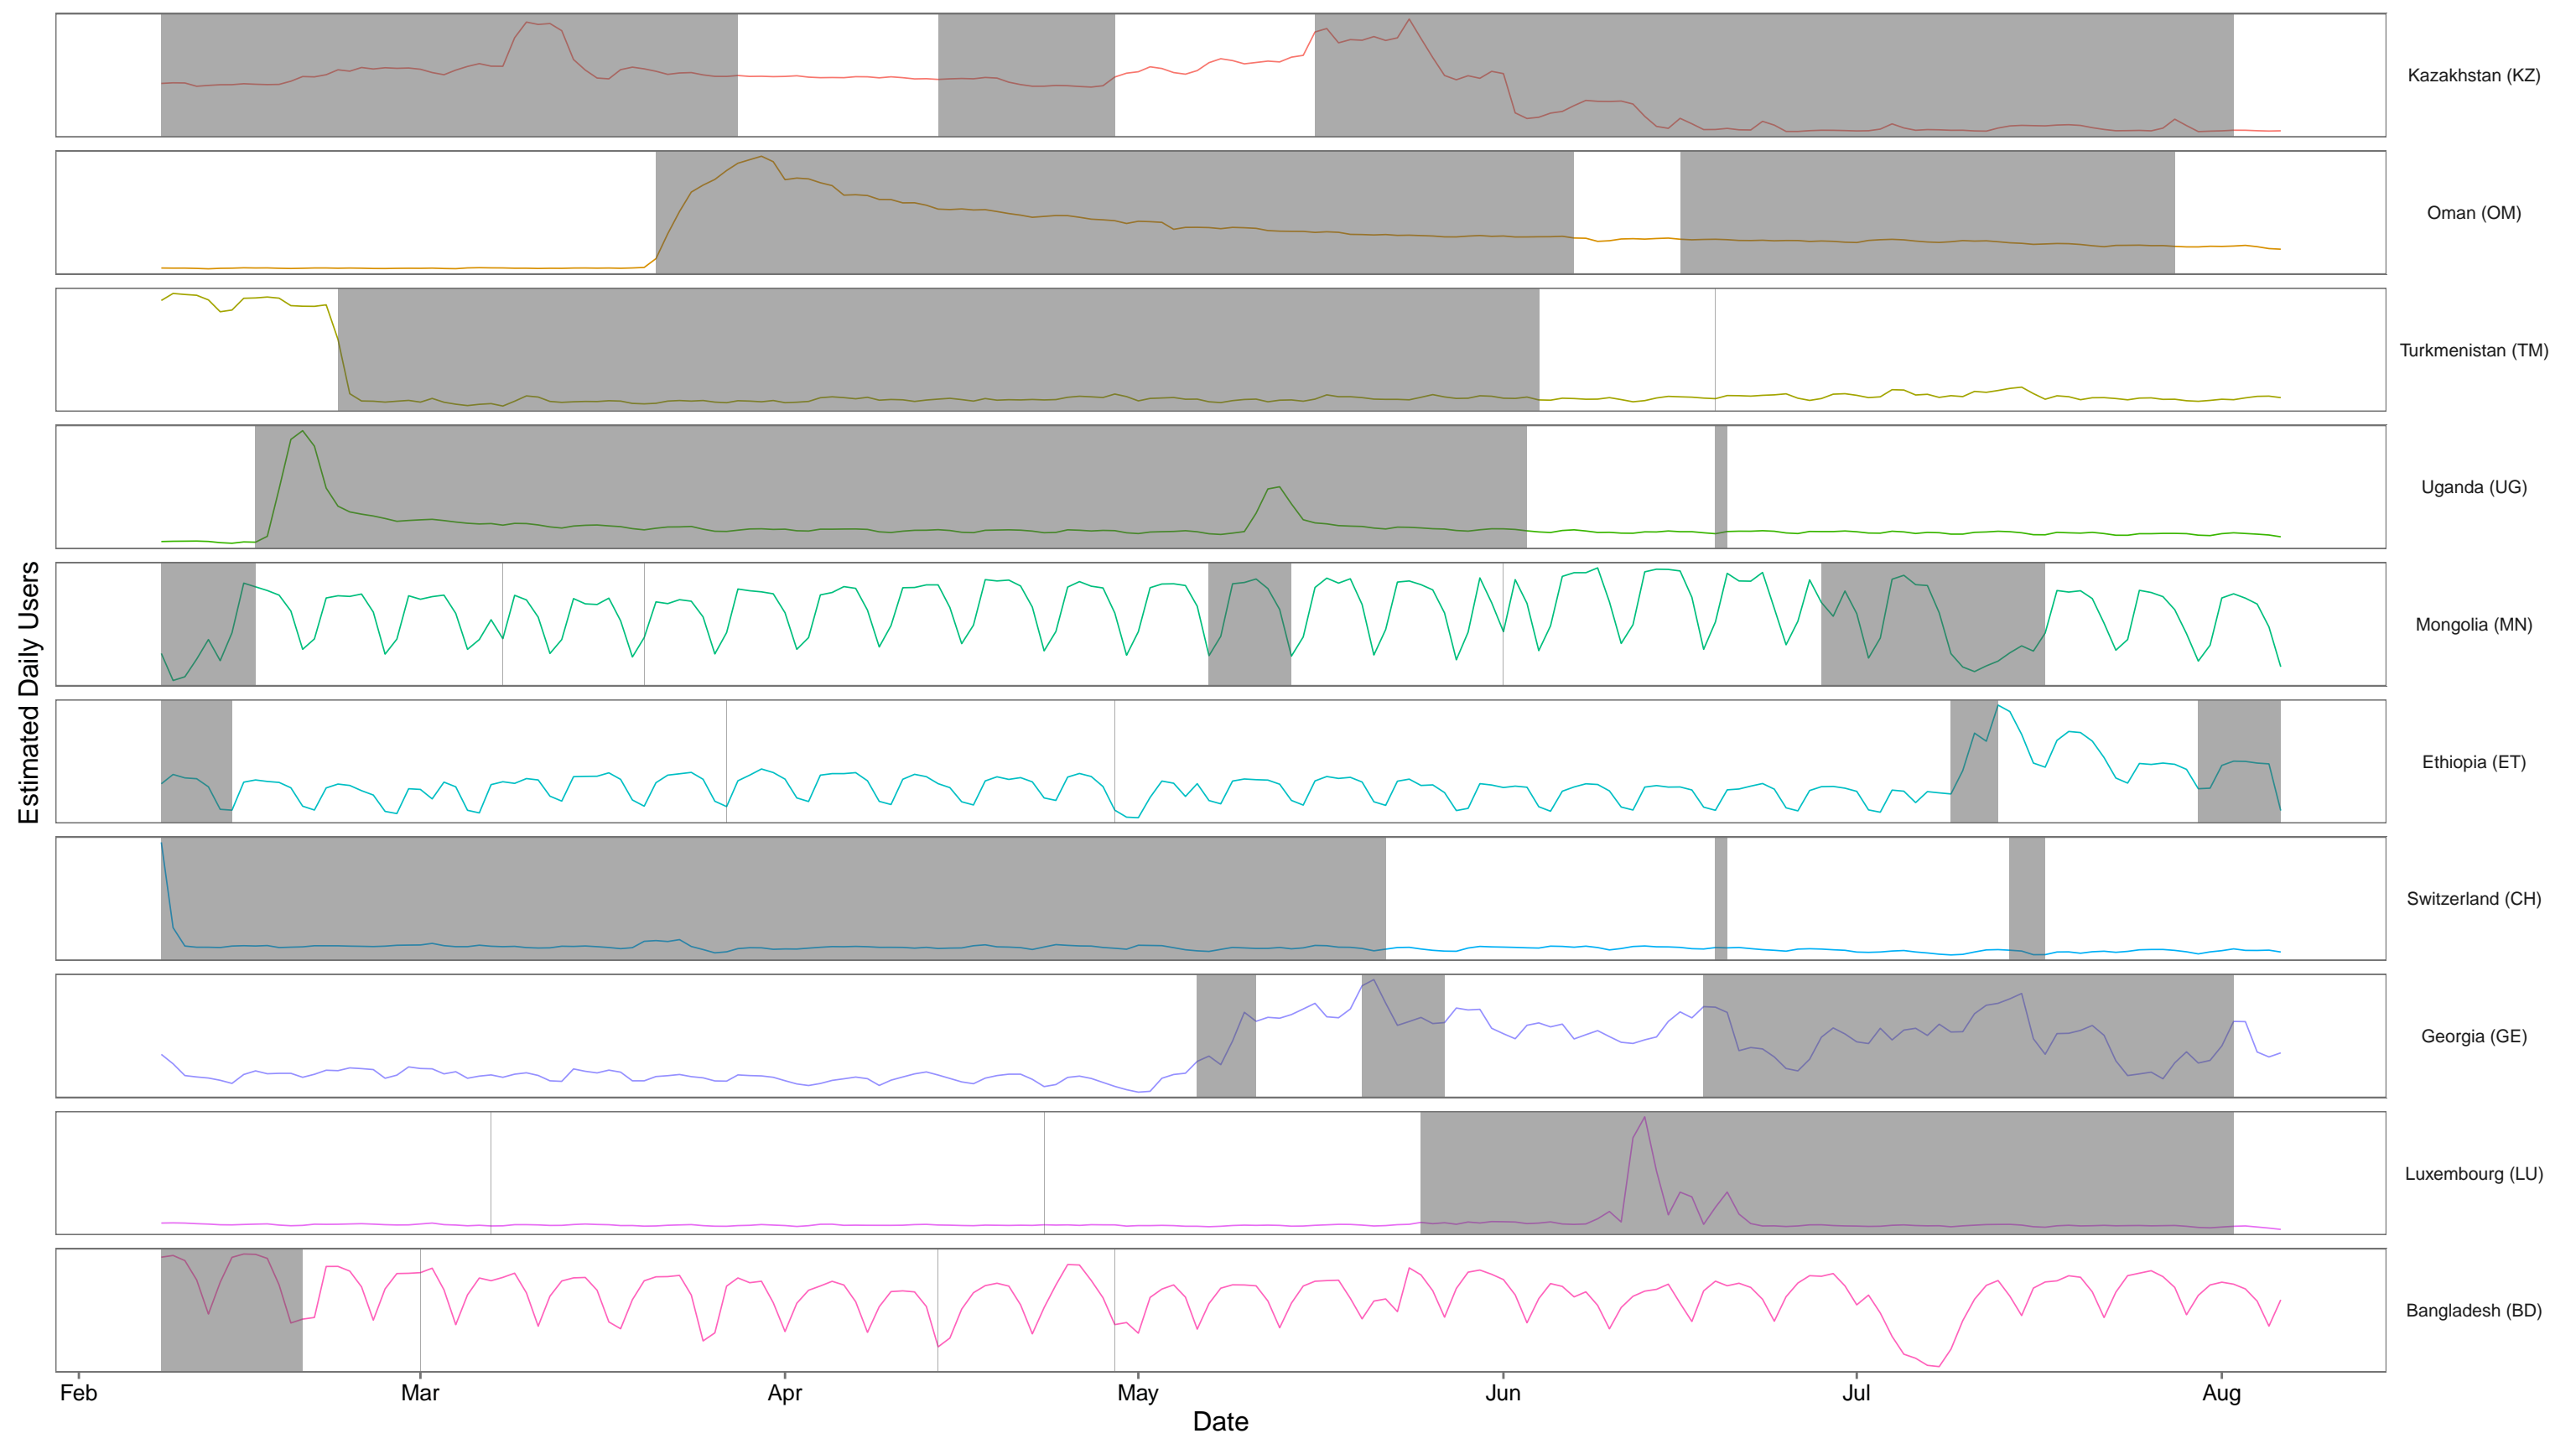 Kazakhstan (KZ)
Oman (OM)
Turkmenistan (TM)
Uganda (UG)
Mongolia (MN)
Ethiopia (ET)
Switzerland (CH)
Georgia (GE)
Luxembourg (LU)
Bangladesh (BD)
Estimated Daily Users
Feb Mar Apr May Jun Jul Aug
Date